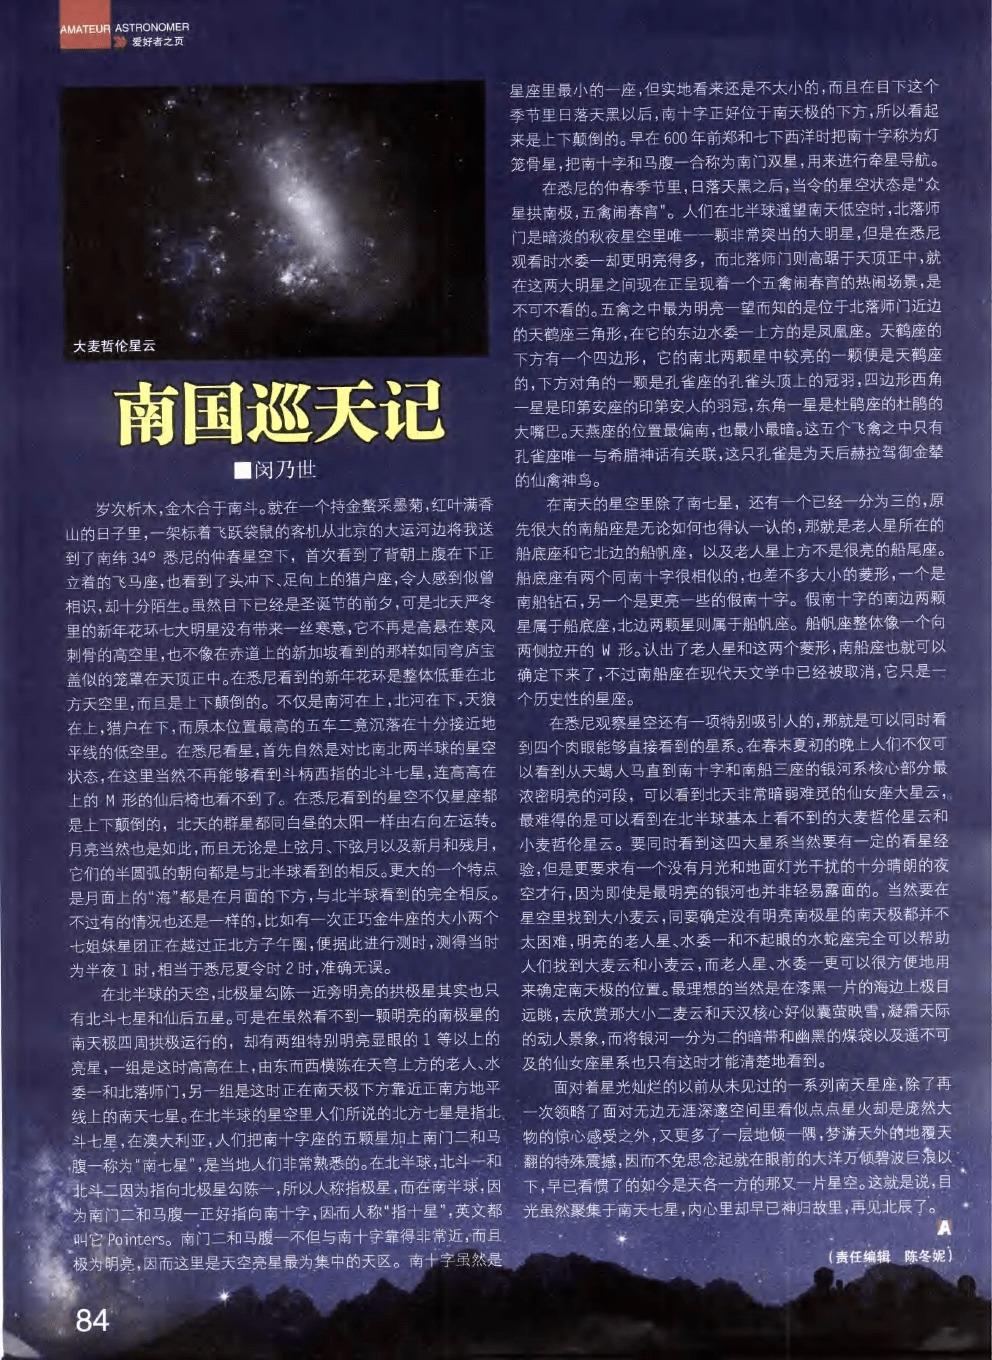 AMATEUR ASTRONOMER
爱好者之页
大麦哲伦星云
南国巡天记
■闵乃世
岁次析木,金木合于南斗。就在一个持金螯采墨菊,红叶满香
山的日子里,一架标着飞跃袋鼠的客机从北京的大运河边将我送
到了南纬34°悉尼的仲春星空下，首次看到了背朝上腹在下正
立着的飞马座,也看到了头冲下、足向上的猎户座,令人感到似曾
相识,却十分陌生。虽然目下已经是圣诞节的前夕,可是北天严冬
里的新年花环七大明星没有带来一丝寒意,它不再是高悬在寒风
刺骨的高空里,也不像在赤道上的新加坡看到的那样如同穹庐宝
盖似的笼罩在天顶正中。在悉尼看到的新年花环是整体低垂在北
方天空里,而且是上下颠倒的。不仅是南河在上,北河在下,天狼
在上,猎户在下,而原本位置最高的五车二竟沉落在十分接近地
平线的低空里。在悉尼看星,首先自然是对比南北两半球的星空
状态,在这里当然不再能够看到斗柄西指的北斗七星,连高高在
上的 M 形的仙后椅也看不到了。在悉尼看到的星空不仅星座都
是上下颠倒的，北天的群星都同白昼的太阳一样由右向左运转。
月亮当然也是如此,而且无论是上弦月、下弦月以及新月和残月,
它们的半圆弧的朝向都是与北半球看到的相反。更大的一个特点
是月面上的“海”都是在月面的下方,与北半球看到的完全相反。
不过有的情况也还是一样的,比如有一次正巧金牛座的大小两个
七姐妹星团正在越过正北方子午圈,便据此进行测时,测得当时
为半夜1时,相当于悉尼夏令时2时,准确无误。
在北半球的天空,北极星勾陈一近旁明亮的拱极星其实也只
有北斗七星和仙后五星。可是在虽然看不到一颗明亮的南极星的
南天极四周拱极运行的，却有两组特别明亮显眼的1等以上的
亮星,一组是这时高高在上,由东而西横陈在天穹上方的老人、水
委一和北落师门,另一组是这时正在南天极下方靠近正南方地平
线上的南天七星。在北半球的星空里人们所说的北方七星是指北
斗七星,在澳大利亚,人们把南十字座的五颗星加上南门二和马
腹一称为“南七星”,是当地人们非常熟悉的。在北半球,北斗一和
北斗二因为指向北极星勾陈一,所以人称指极星,而在南半球,因
为南门二和马腹一正好指向南十字,因而人称“指十星”,英文都
叫它 Pointers。南门二和马腹一不但与南十字靠得非常近,而且
极为明亮,因而这里是天空亮星最为集中的天区。南十字虽然是
星座里最小的一座,但实地看来还是不太小的,而且在目下这个
季节里日落天黑以后,南十字正好位于南天极的下方,所以看起
来是上下颠倒的。早在600年前郑和七下西洋时把南十字称为灯
笼骨星,把南十字和马腹一合称为南门双星,用来进行牵星导航。
在悉尼的仲春季节里,日落天黑之后,当令的星空状态是“众
星拱南极,五禽闹春宵”。人们在北半球遥望南天低空时,北落师
门是暗淡的秋夜星空里唯一一颗非常突出的大明星,但是在悉尼
观看时水委一却更明亮得多，而北落师门则高踞于天顶正中,就
在这两大明星之间现在正呈现着一个五禽闹春宵的热闹场景,是
不可不看的。五禽之中最为明亮一望而知的是位于北落师门近边
的天鹤座三角形,在它的东边水委一上方的是凤凰座。天鹤座的
下方有一个四边形，它的南北两颗星中较亮的一颗便是天鹤座
的,下方对角的一颗是孔雀座的孔雀头顶上的冠羽,四边形西角
一星是印第安座的印第安人的羽冠,东角一星是杜鹃座的杜鹃的
大嘴巴。天燕座的位置最偏南,也最小最暗。这五个飞禽之中只有
孔雀座唯一与希腊神话有关联,这只孔雀是为天后赫拉驾御金辇
的仙禽神鸟。
在南天的星空里除了南七星，还有一个已经一分为三的,原
先很大的南船座是无论如何也得认一认的,那就是老人星所在的
船底座和它北边的船帆座，以及老人星上方不是很亮的船尾座。
船底座有两个同南十字很相似的,也差不多大小的菱形,一个是
南船钻石,另一个是更亮一些的假南十字。假南十字的南边两颗
星属于船底座,北边两颗星则属于船帆座。船帆座整体像一个向
两侧拉开的 W 形。认出了老人星和这两个菱形,南船座也就可以
确定下来了,不过南船座在现代天文学中已经被取消,它只是一
个历史性的星座。
在悉尼观察星空还有一项特别吸引人的,那就是可以同时看
到四个肉眼能够直接看到的星系。在春末夏初的晚上人们不仅可
以看到从天蝎人马直到南十字和南船三座的银河系核心部分最
浓密明亮的河段，可以看到北天非常暗弱难觅的仙女座大星云,
最难得的是可以看到在北半球基本上看不到的大麦哲伦星云和
小麦哲伦星云。要同时看到这四大星系当然要有一定的看星经
验,但是更要求有一个没有月光和地面灯光干扰的十分晴朗的夜
空才行,因为即使是最明亮的银河也并非轻易露面的。当然要在
星空里找到大小麦云,同要确定没有明亮南极星的南天极都并不
太困难,明亮的老人星、水委一和不起眼的水蛇座完全可以帮助
人们找到大麦云和小麦云,而老人星、水委一更可以很方便地用
来确定南天极的位置。最理想的当然是在漆黑一片的海边上极目
远眺,去欣赏那大小二麦云和天汉核心好似囊萤映雪,凝霜天际
的动人景象,而将银河一分为二的暗带和幽黑的煤袋以及遥不可
及的仙女座星系也只有这时才能清楚地看到。
面对着星光灿烂的以前从未见过的一系列南天星座,除了再
一次领略了面对无边无涯深邃空间里看似点点星火却是庞然大
物的惊心感受之外,又更多了一层地倾一隅,梦游天外的地覆天
翻的特殊震撼,因而不免思念起就在眼前的大洋万倾碧波巨浪以
下,早已看惯了的如今是天各一方的那又一片星空。这就是说,目
光虽然聚集于南天七星,内心里却早已神归故里,再见北辰了。
A
(责任编辑 陈冬妮)
84